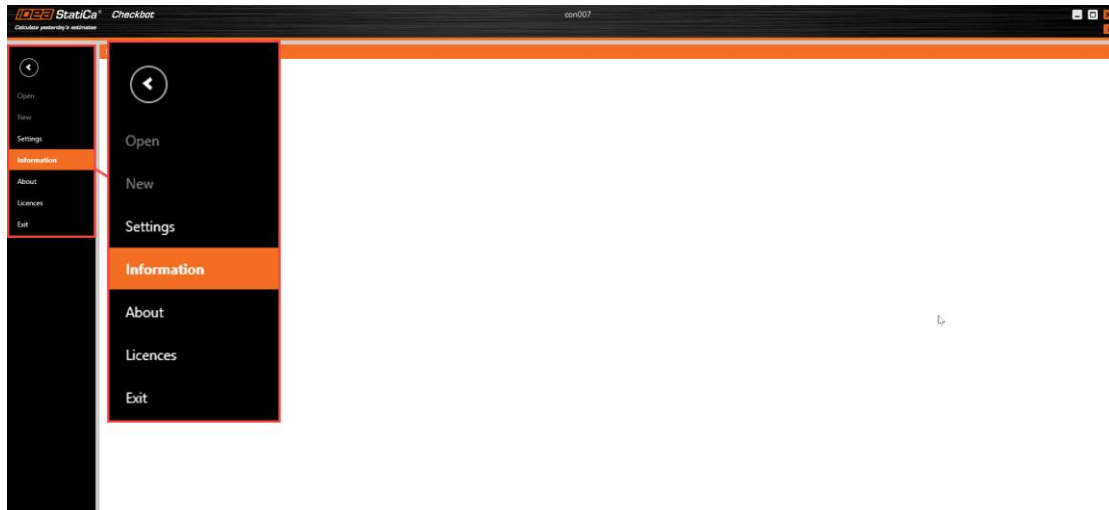 IDEA StatiCa® Checkbot
con007
Calculate yesterday's estimates
Open
New
Settings
Information
About
Licences
Exit
Open
New
Settings
Information
About
Licences
Exit